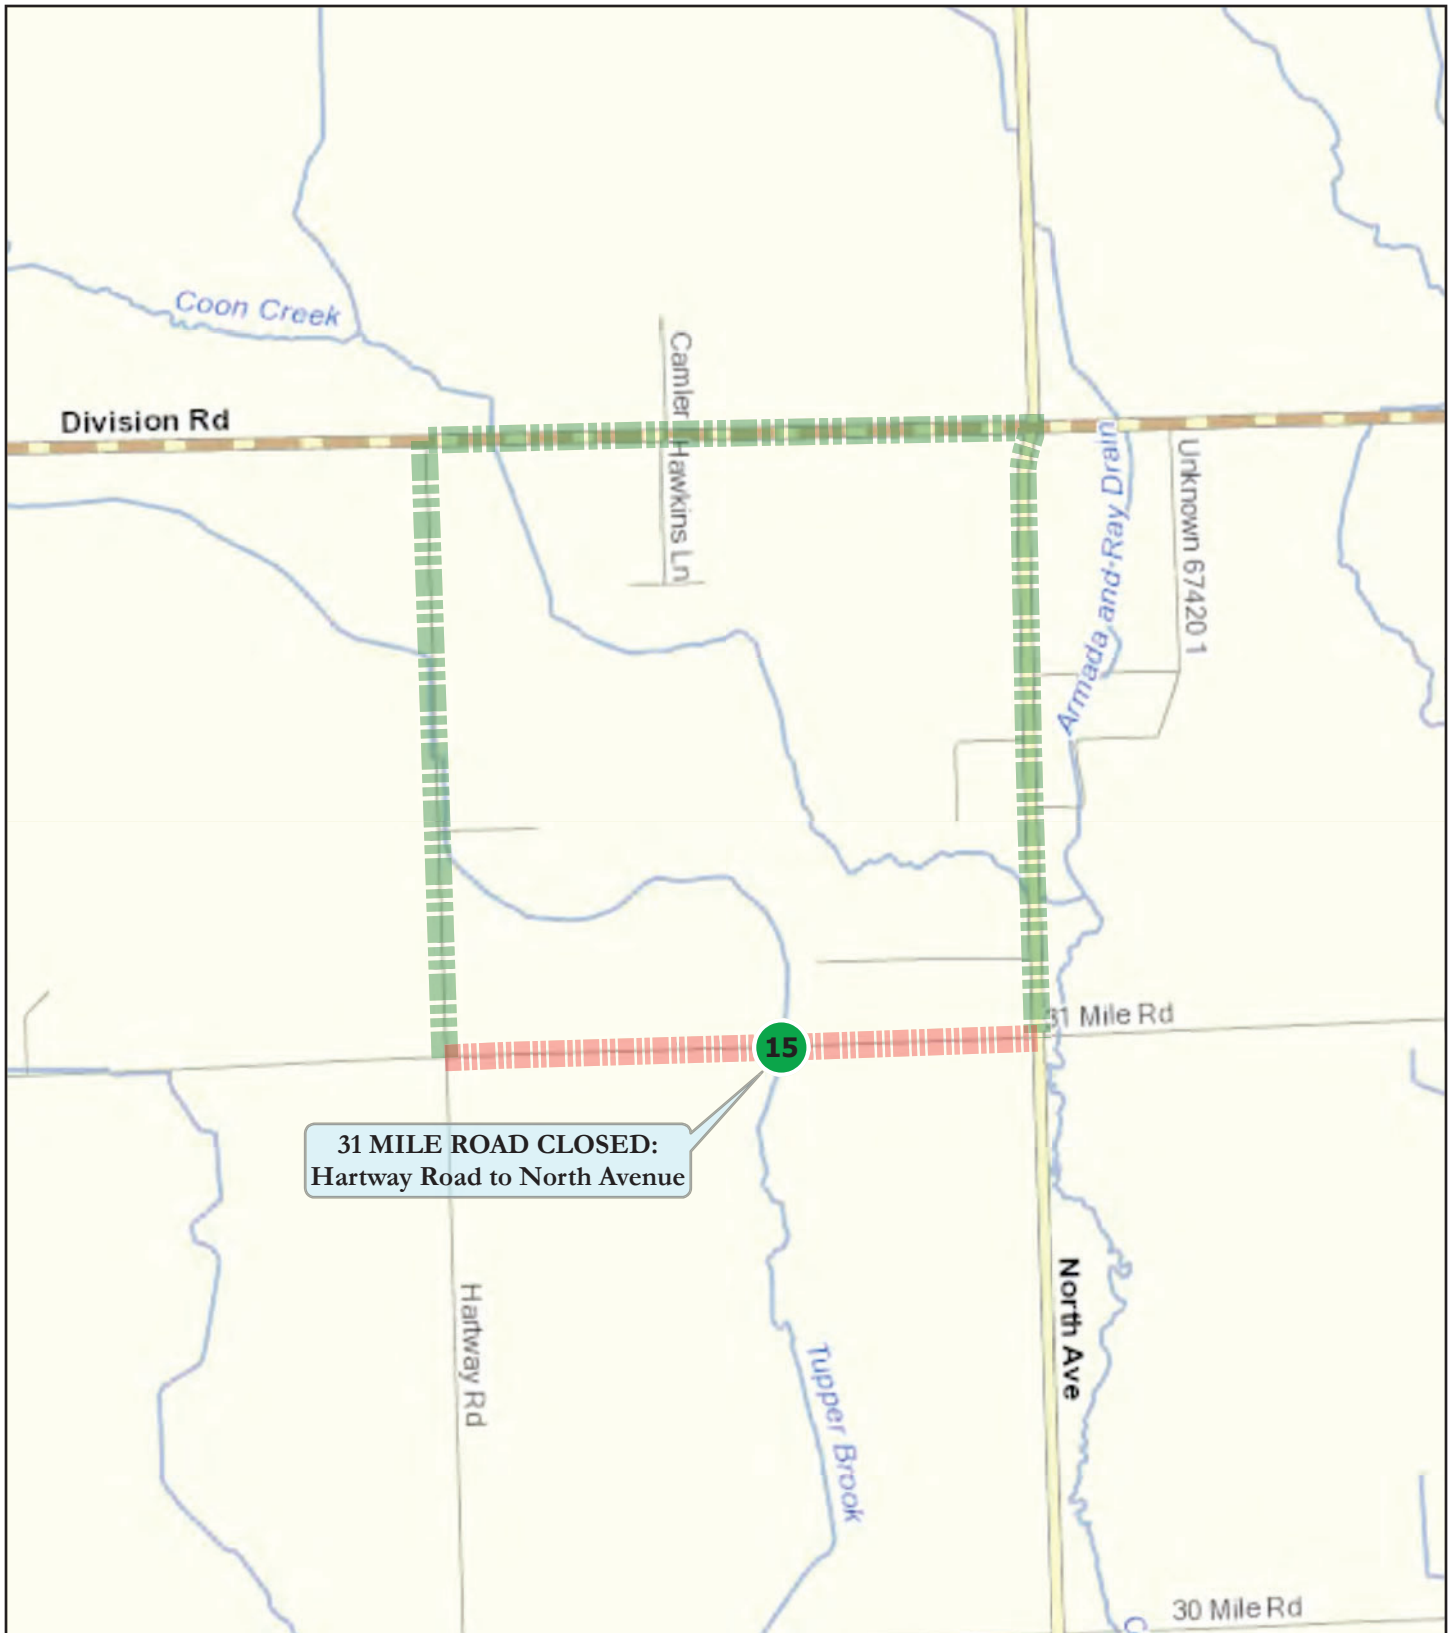 Coon Creek
Division Rd
Camler Hawkins Ln
Armada and-Ray Drain
Unknown 67420 1
31 Mile Rd
15
31 MILE ROAD CLOSED:
Hartway Road to North Avenue
Hartway Rd
Tupper Brook
North Ave
30 Mile Rd
C